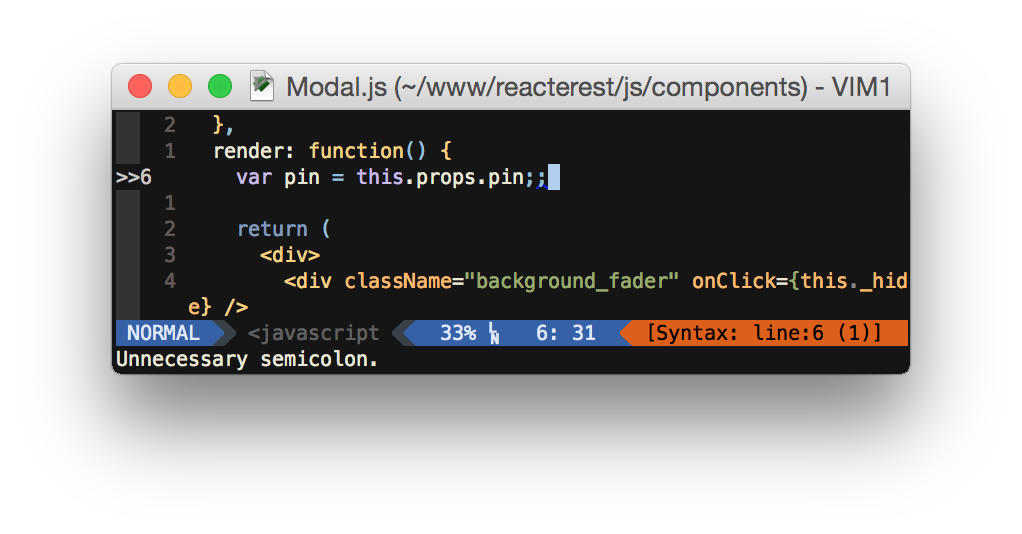 Modal.js (~/www/reacterest/js/components) - VIM1
2 },
1 render: function() {
>>6 var pin = this.props.pin;;
1
2 return (
3 <div>
4 <div className="background_fader" onClick={this._hid
e} />
NORMAL <javascript 33% LN 6: 31 [Syntax: line:6 (1)]
Unnecessary semicolon.